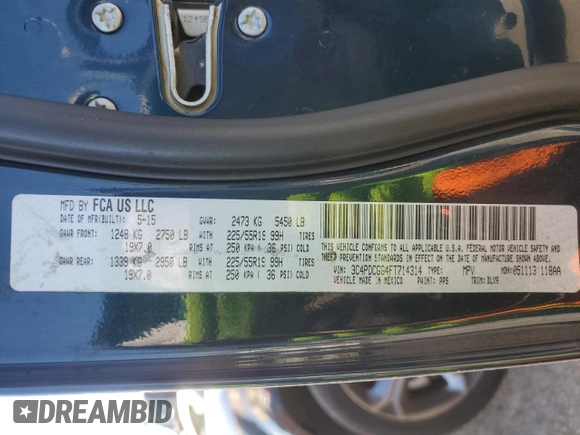 12456
MFD BY FCA US LLC
DATE OF MFR(BUILT): 5-15 GVWR: 2473 KG 5450 LB
GAWR FRONT: 1248 KG 2750 LB WITH 225/55R19 99H TIRES
19X7.0 RIMS AT 250 KPA ( 36 PSI) COLD
GAWR REAR: 1339 KG 2950 LB WITH 225/55R19 99H TIRES
19X7.0 RIMS AT 250 KPA ( 36 PSI) COLD
THIS VEHICLE CONFORMS TO ALL APPLICABLE U.S.A. FEDERAL MOTOR VEHICLE SAFETY AND
THEFT PREVENTION STANDARDS IN EFFECT ON THE DATE OF MANUFACTURE SHOWN ABOVE.
VIN: 3C4PDCGG4FT714314 TYPE: MPV MDH: 051113 118AA
VEHICLE MADE IN MEXICO PAINT: PPS TRIM: DLX9
DREAMBID